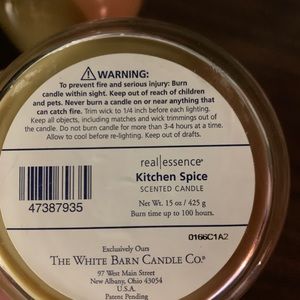 ⚠ WARNING:
To prevent fire and serious injury: Burn
candle within sight. Keep out of reach of children
and pets. Never burn a candle on or near anything that
can catch fire. Trim wick to 1/4 inch before each lighting.
Keep all objects, including matches and wick trimmings out of
the candle. Do not burn candle for more than 3-4 hours at a time.
Allow to cool before re-lighting. Keep out of drafts.
real|essence®
Kitchen Spice
SCENTED CANDLE
Net Wt. 15 oz / 425 g
Burn time up to 100 hours.
47387935
0166C1A2
Exclusively Ours
THE WHITE BARN CANDLE CO.®
97 West Main Street
New Albany, Ohio 43054
U.S.A.
Patent Pending